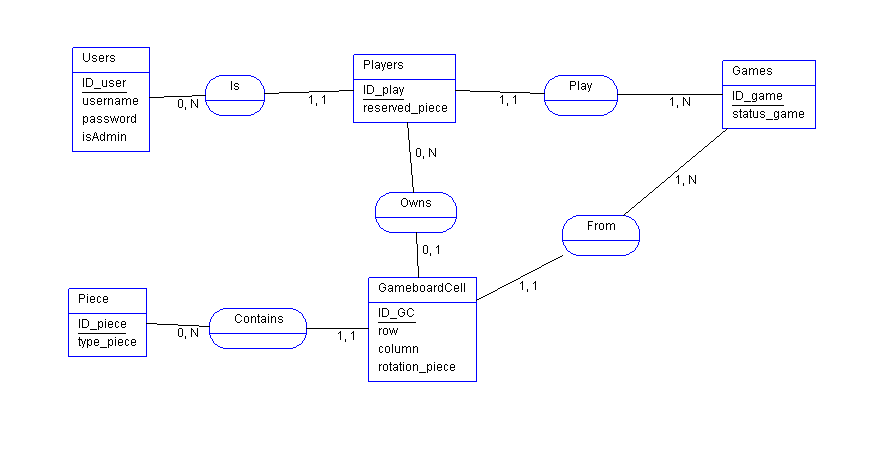 Users
ID_user
username
password
isAdmin
0, N
Is
1, 1
Players
ID_play
reserved_piece
1, 1
Play
1, N
Games
ID_game
status_game
0, N
Owns
0, 1
1, N
From
1, 1
Piece
ID_piece
type_piece
0, N
Contains
1, 1
GameboardCell
ID_GC
row
column
rotation_piece